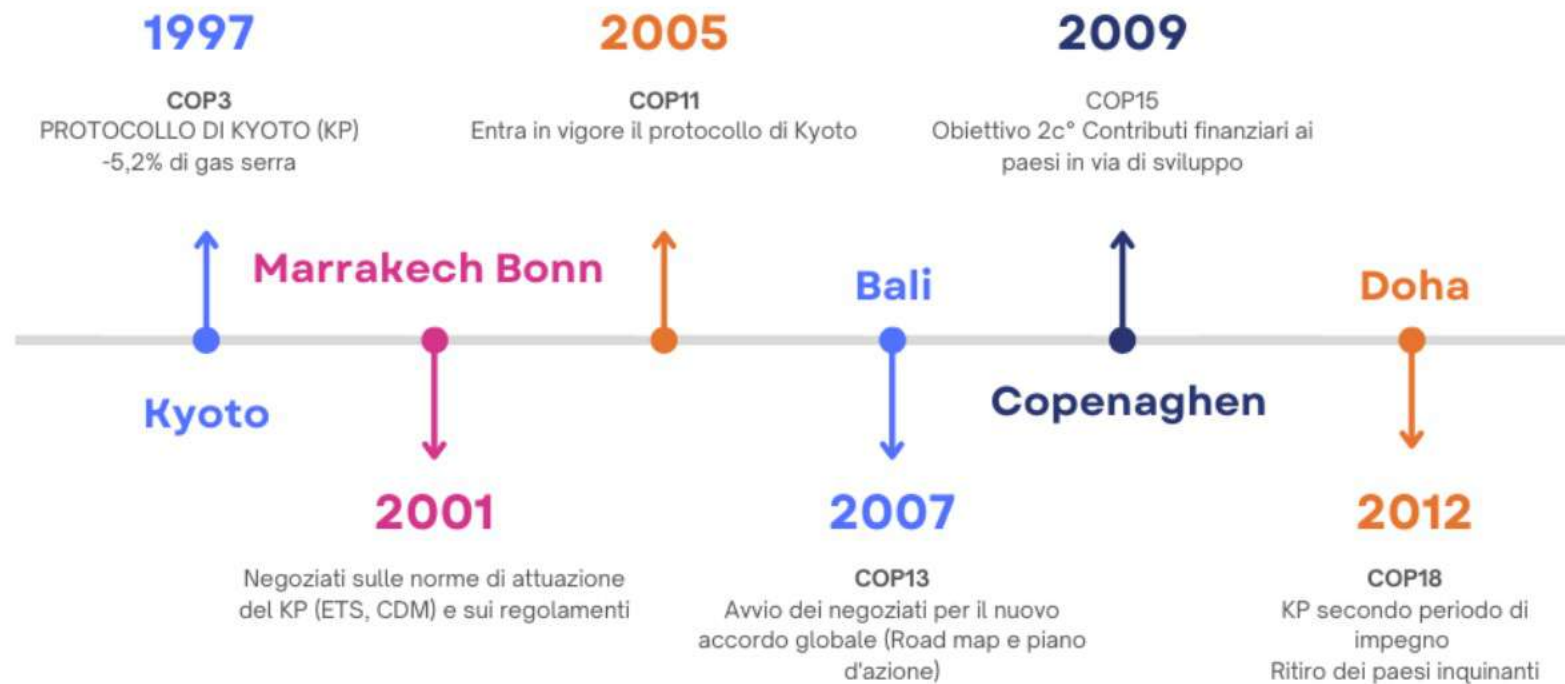 1997
COP3
PROTOCOLLO DI KYOTO (KP)
-5,2% di gas serra
Kyoto
Marrakech Bonn
2001
Negoziati sulle norme di attuazione
del KP (ETS, CDM) e sui regolamenti
2005
COP11
Entra in vigore il protocollo di Kyoto
Bali
2007
COP13
Avvio dei negoziati per il nuovo
accordo globale (Road map e piano
d'azione)
2009
COP15
Obiettivo 2c° Contributi finanziari ai
paesi in via di sviluppo
Copenaghen
Doha
2012
COP18
KP secondo periodo di
impegno
Ritiro dei paesi inquinanti